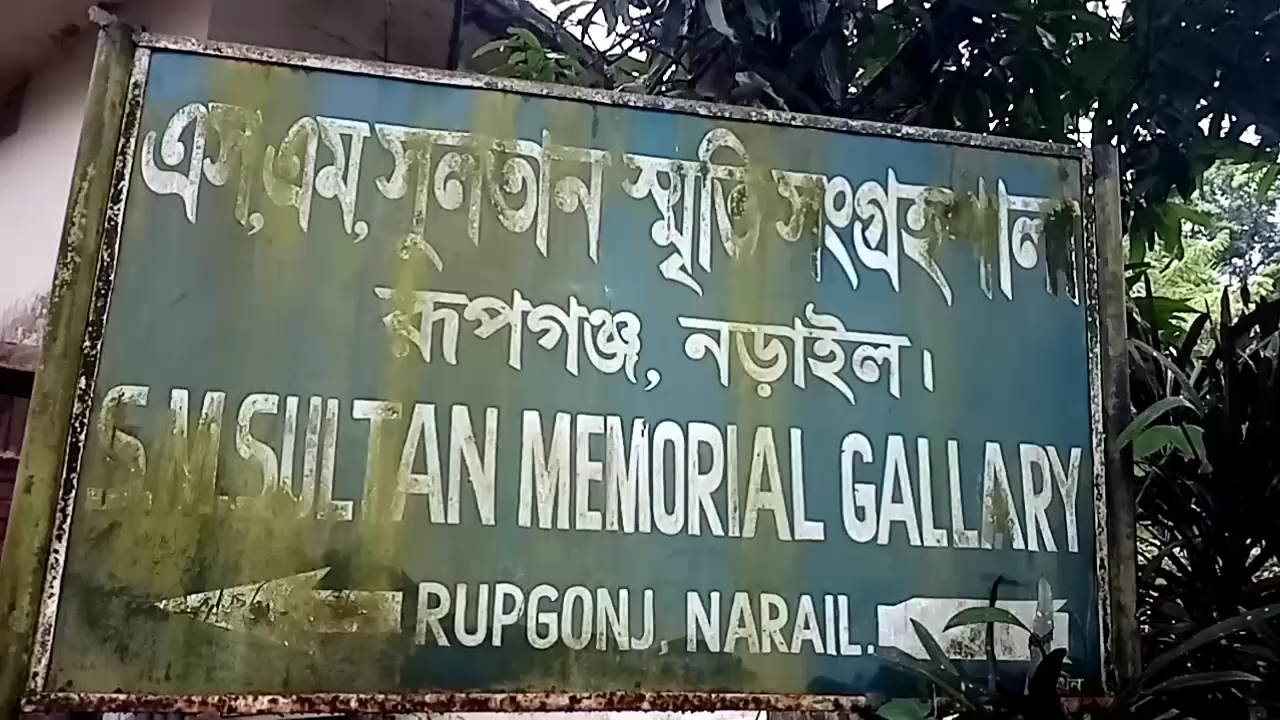 এস,এম,সুলতান স্মৃতি সংগ্রহশালা
রূপগঞ্জ, নড়াইল।
S.M.SULTAN MEMORIAL GALLARY
RUPGONJ, NARAIL.